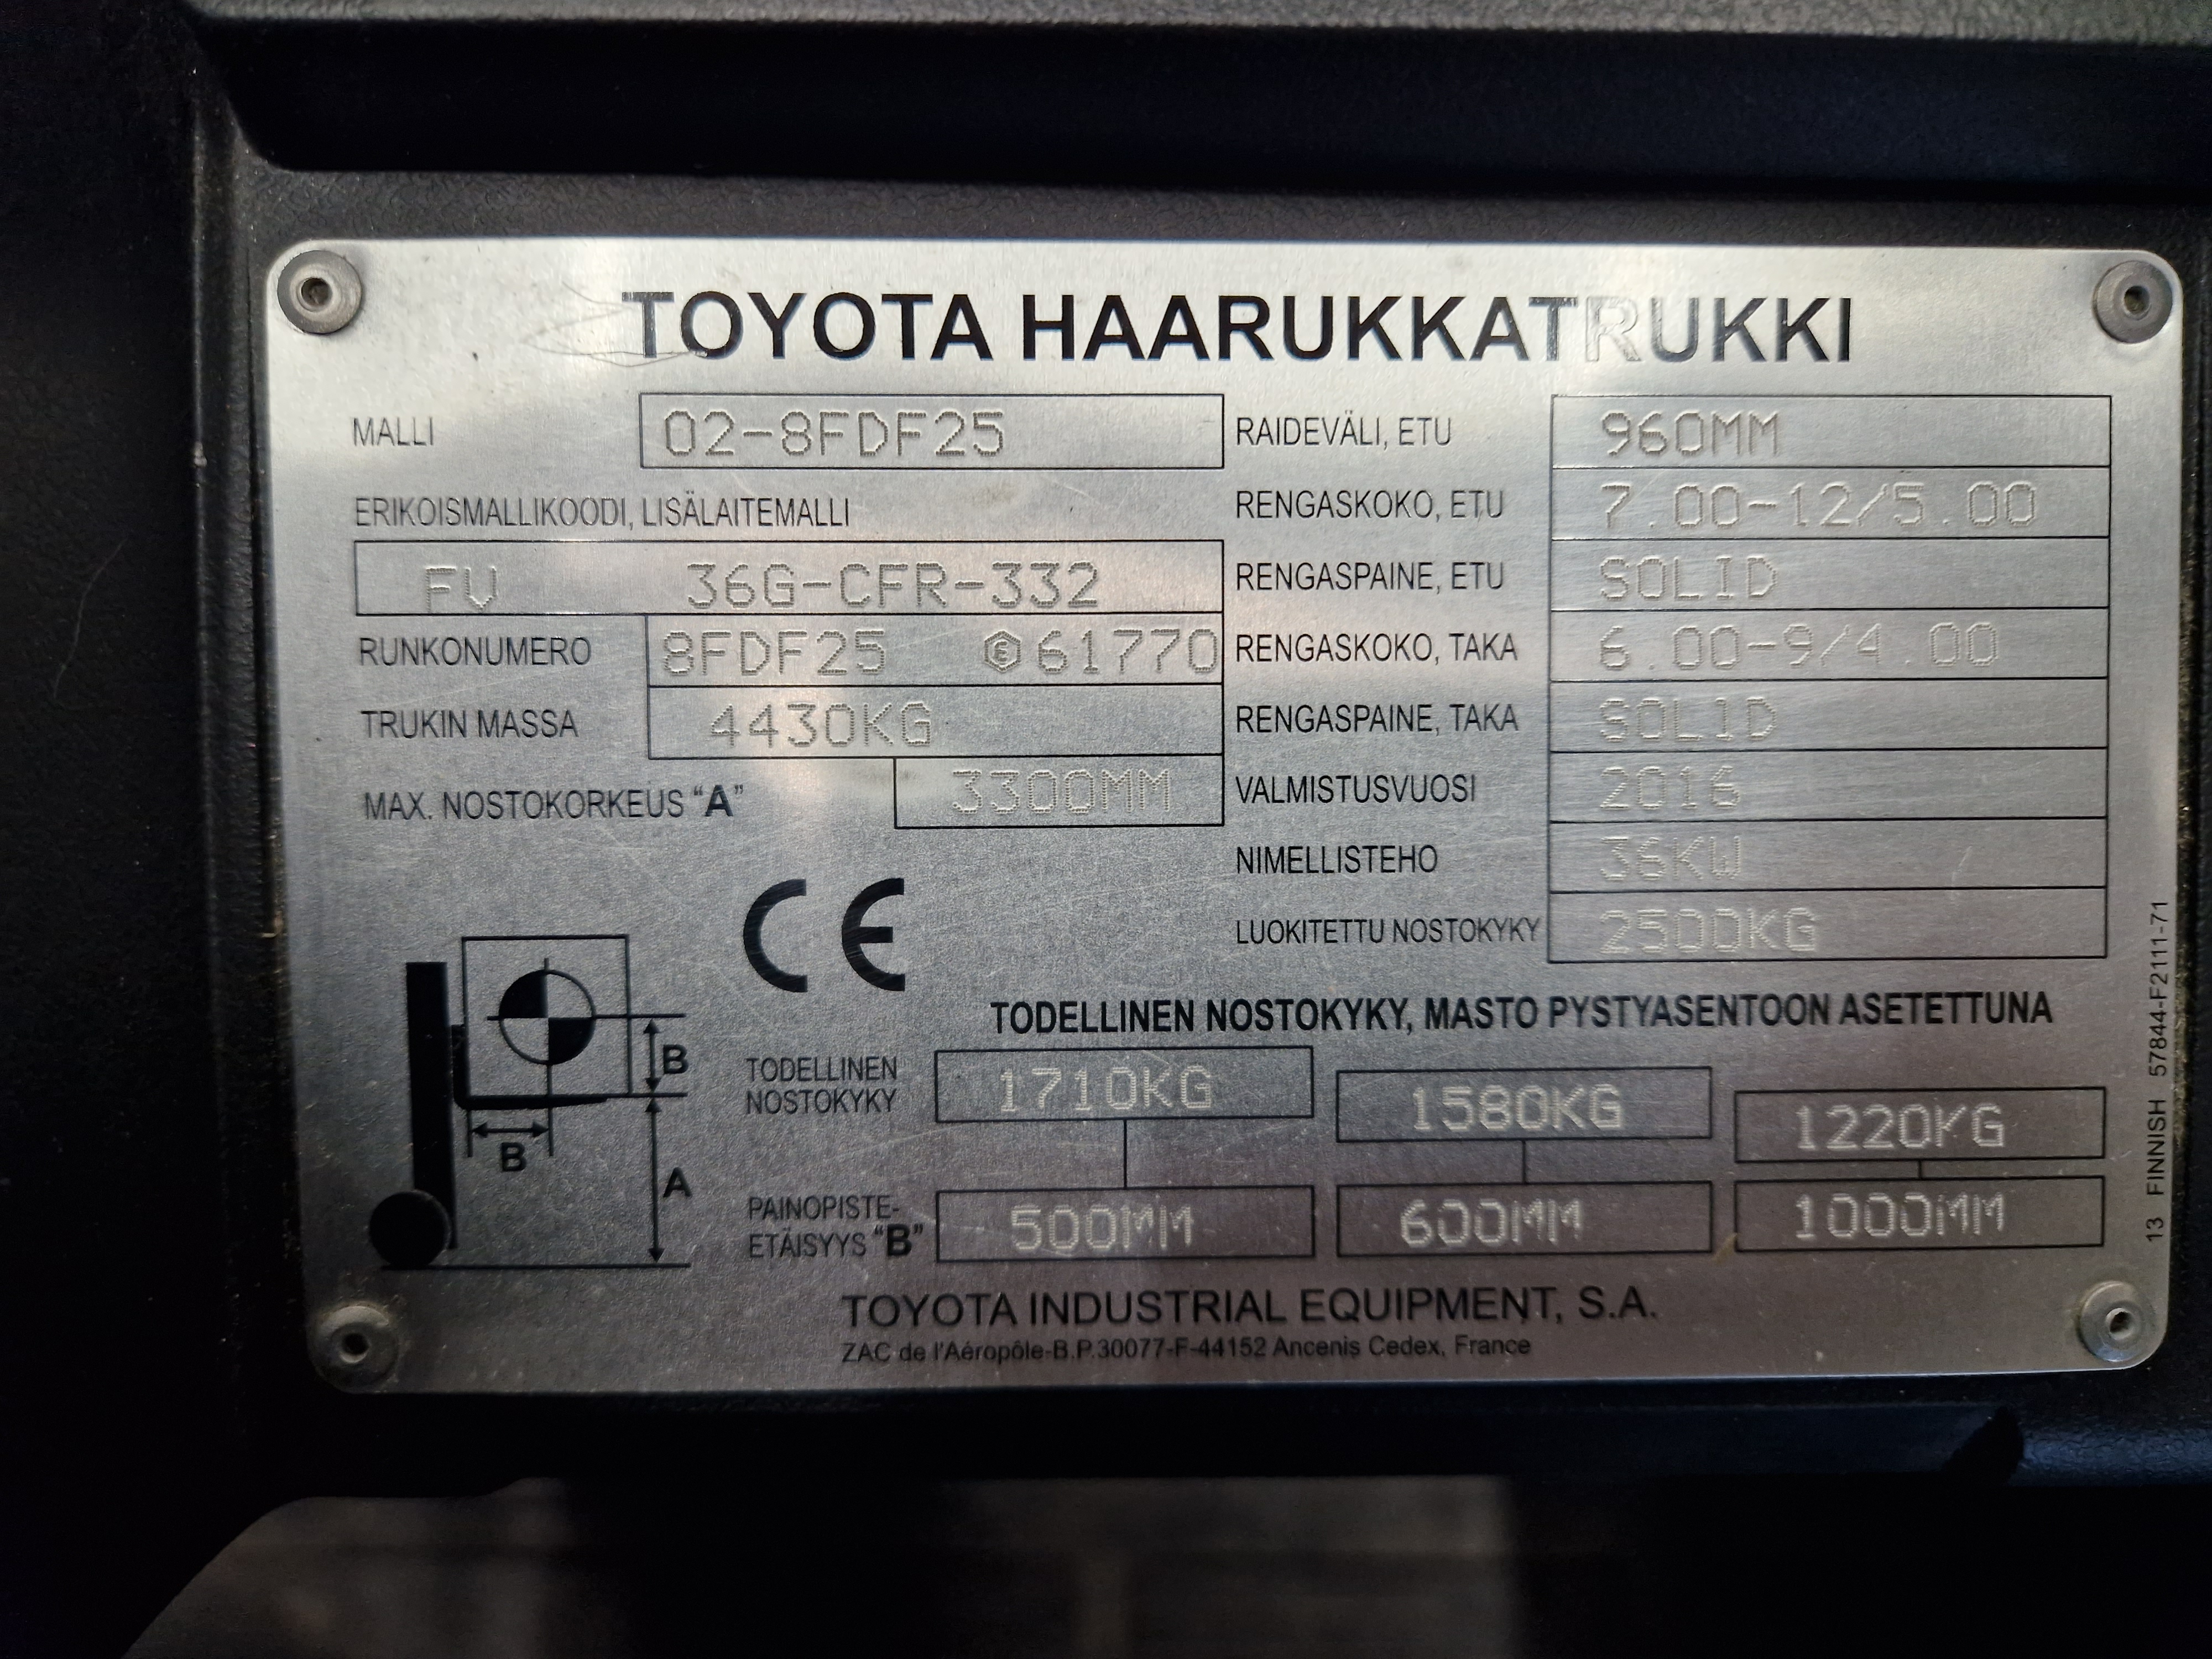 TOYOTA HAARUKKATRUKKI
MALLI 02-8FDF25
ERIKOISMALLIKOODI, LISÄLAITEMALLI
FV 36G-CFR-332
RUNKONUMERO 8FDF25 E 61770
TRUKIN MASSA 4430KG
MAX. NOSTOKORKEUS "A" 3300MM
RAIDEVÄLI, ETU 960MM
RENGASKOKO, ETU 7.00-12/5.00
RENGASPAINE, ETU SOLID
RENGASKOKO, TAKA 6.00-9/4.00
RENGASPAINE, TAKA SOLID
VALMISTUSVUOSI 2016
NIMELLISTEHO 36KW
LUOKITETTU NOSTOKYKY 2500KG
CE
B
B
A
TODELLINEN NOSTOKYKY, MASTO PYSTYASENTOON ASETETTUNA
TODELLINEN
NOSTOKYKY
1710KG 1580KG 1220KG
PAINOPISTE-
ETÄISYYS "B"
500MM 600MM 1000MM
TOYOTA INDUSTRIAL EQUIPMENT, S.A.
ZAC de l'Aéropôle-B.P.30077-F-44152 Ancenis Cedex, France
13 FINNISH 57844-F2111-71